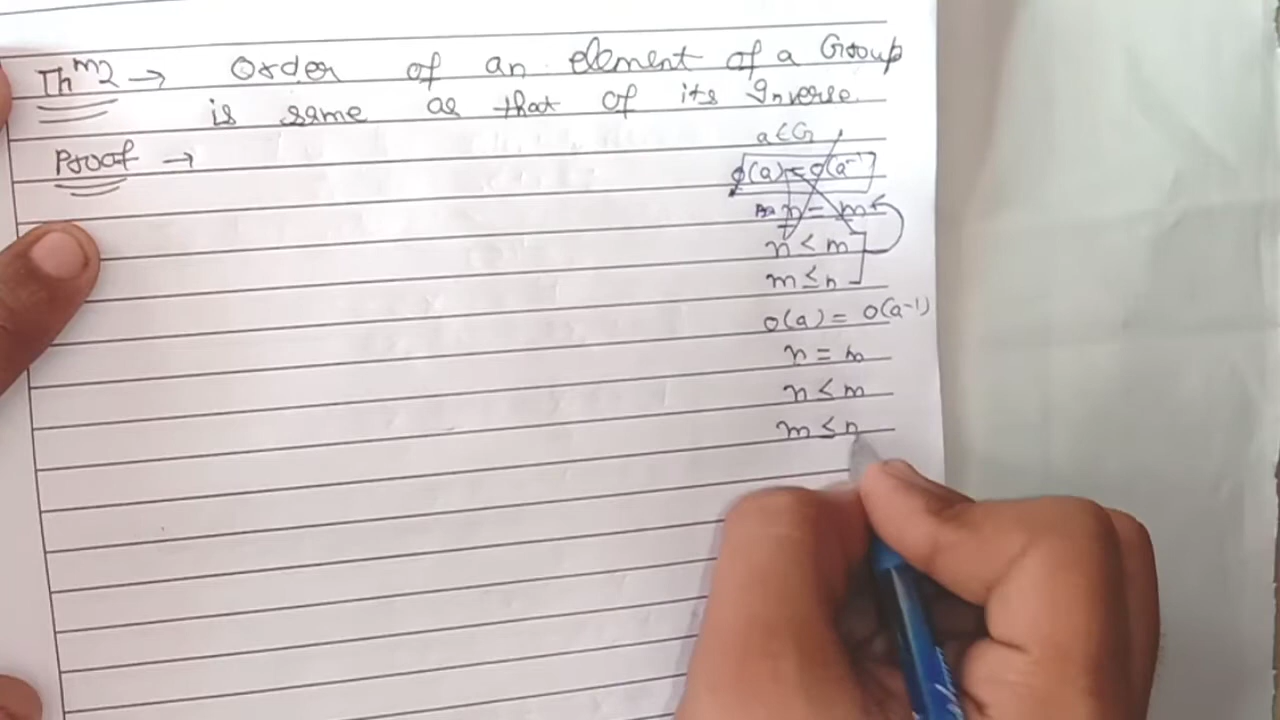 Thm2 → Order of an element of a Group
is same as that of its Inverse.
Proof →
a∈G
o(a) = o(a⁻¹)
n = m
n < m
m ≤ n
o(a) = o(a⁻¹)
n = m
n < m
m ≤ n